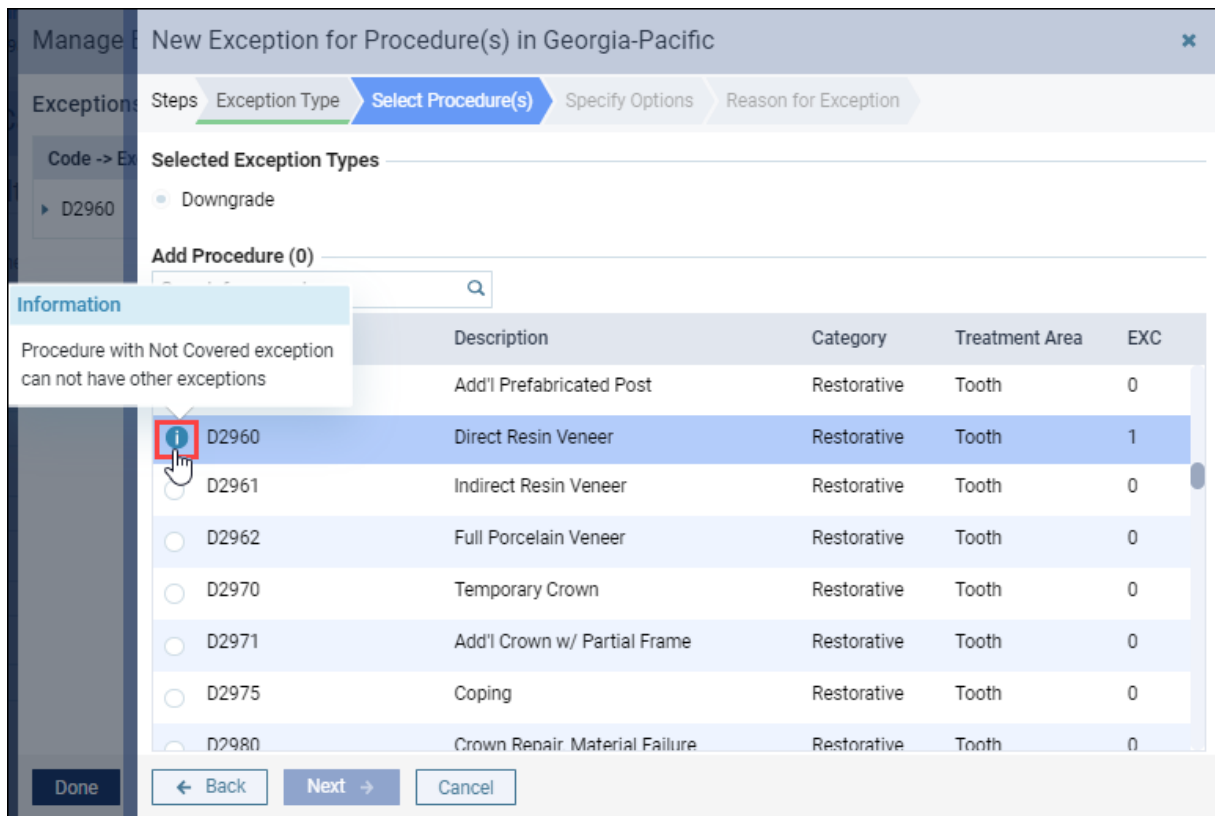 Manage
New Exception for Procedure(s) in Georgia-Pacific
Exceptions
Steps Exception Type Select Procedure(s) Specify Options Reason for Exception
Code -> Ex
D2960
Selected Exception Types
Downgrade
Add Procedure (0)
Information
Procedure with Not Covered exception
can not have other exceptions
Description Category Treatment Area EXC
Add'l Prefabricated Post Restorative Tooth 0
D2960 Direct Resin Veneer Restorative Tooth 1
D2961 Indirect Resin Veneer Restorative Tooth 0
D2962 Full Porcelain Veneer Restorative Tooth 0
D2970 Temporary Crown Restorative Tooth 0
D2971 Add'l Crown w/ Partial Frame Restorative Tooth 0
D2975 Coping Restorative Tooth 0
D2980 Crown Repair Material Failure Restorative Tooth 0
Done
Back Next Cancel